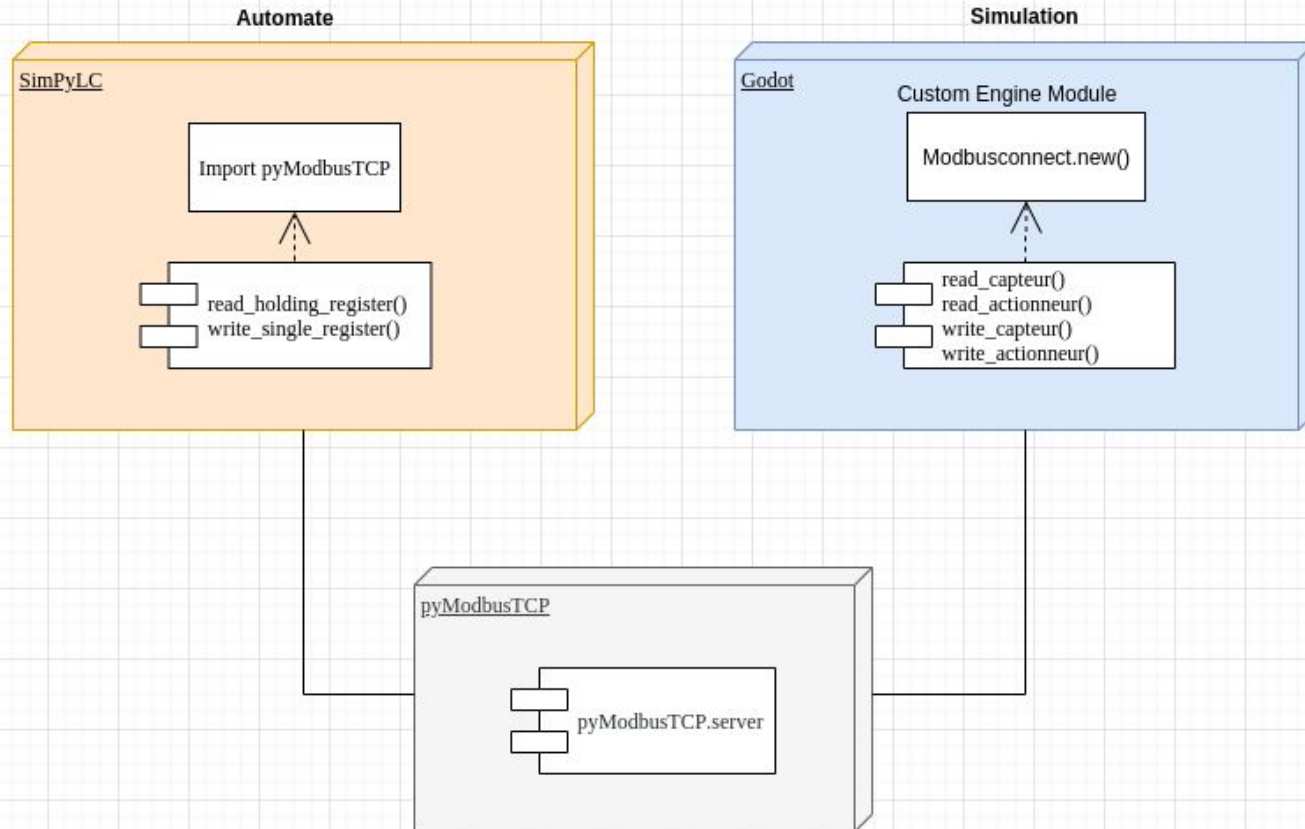 Automate
SimPyLC
Import pyModbusTCP
read_holding_register()
write_single_register()
Simulation
Godot
Custom Engine Module
Modbusconnect.new()
read_capteur()
read_actionneur()
write_capteur()
write_actionneur()
pyModbusTCP
pyModbusTCP.server